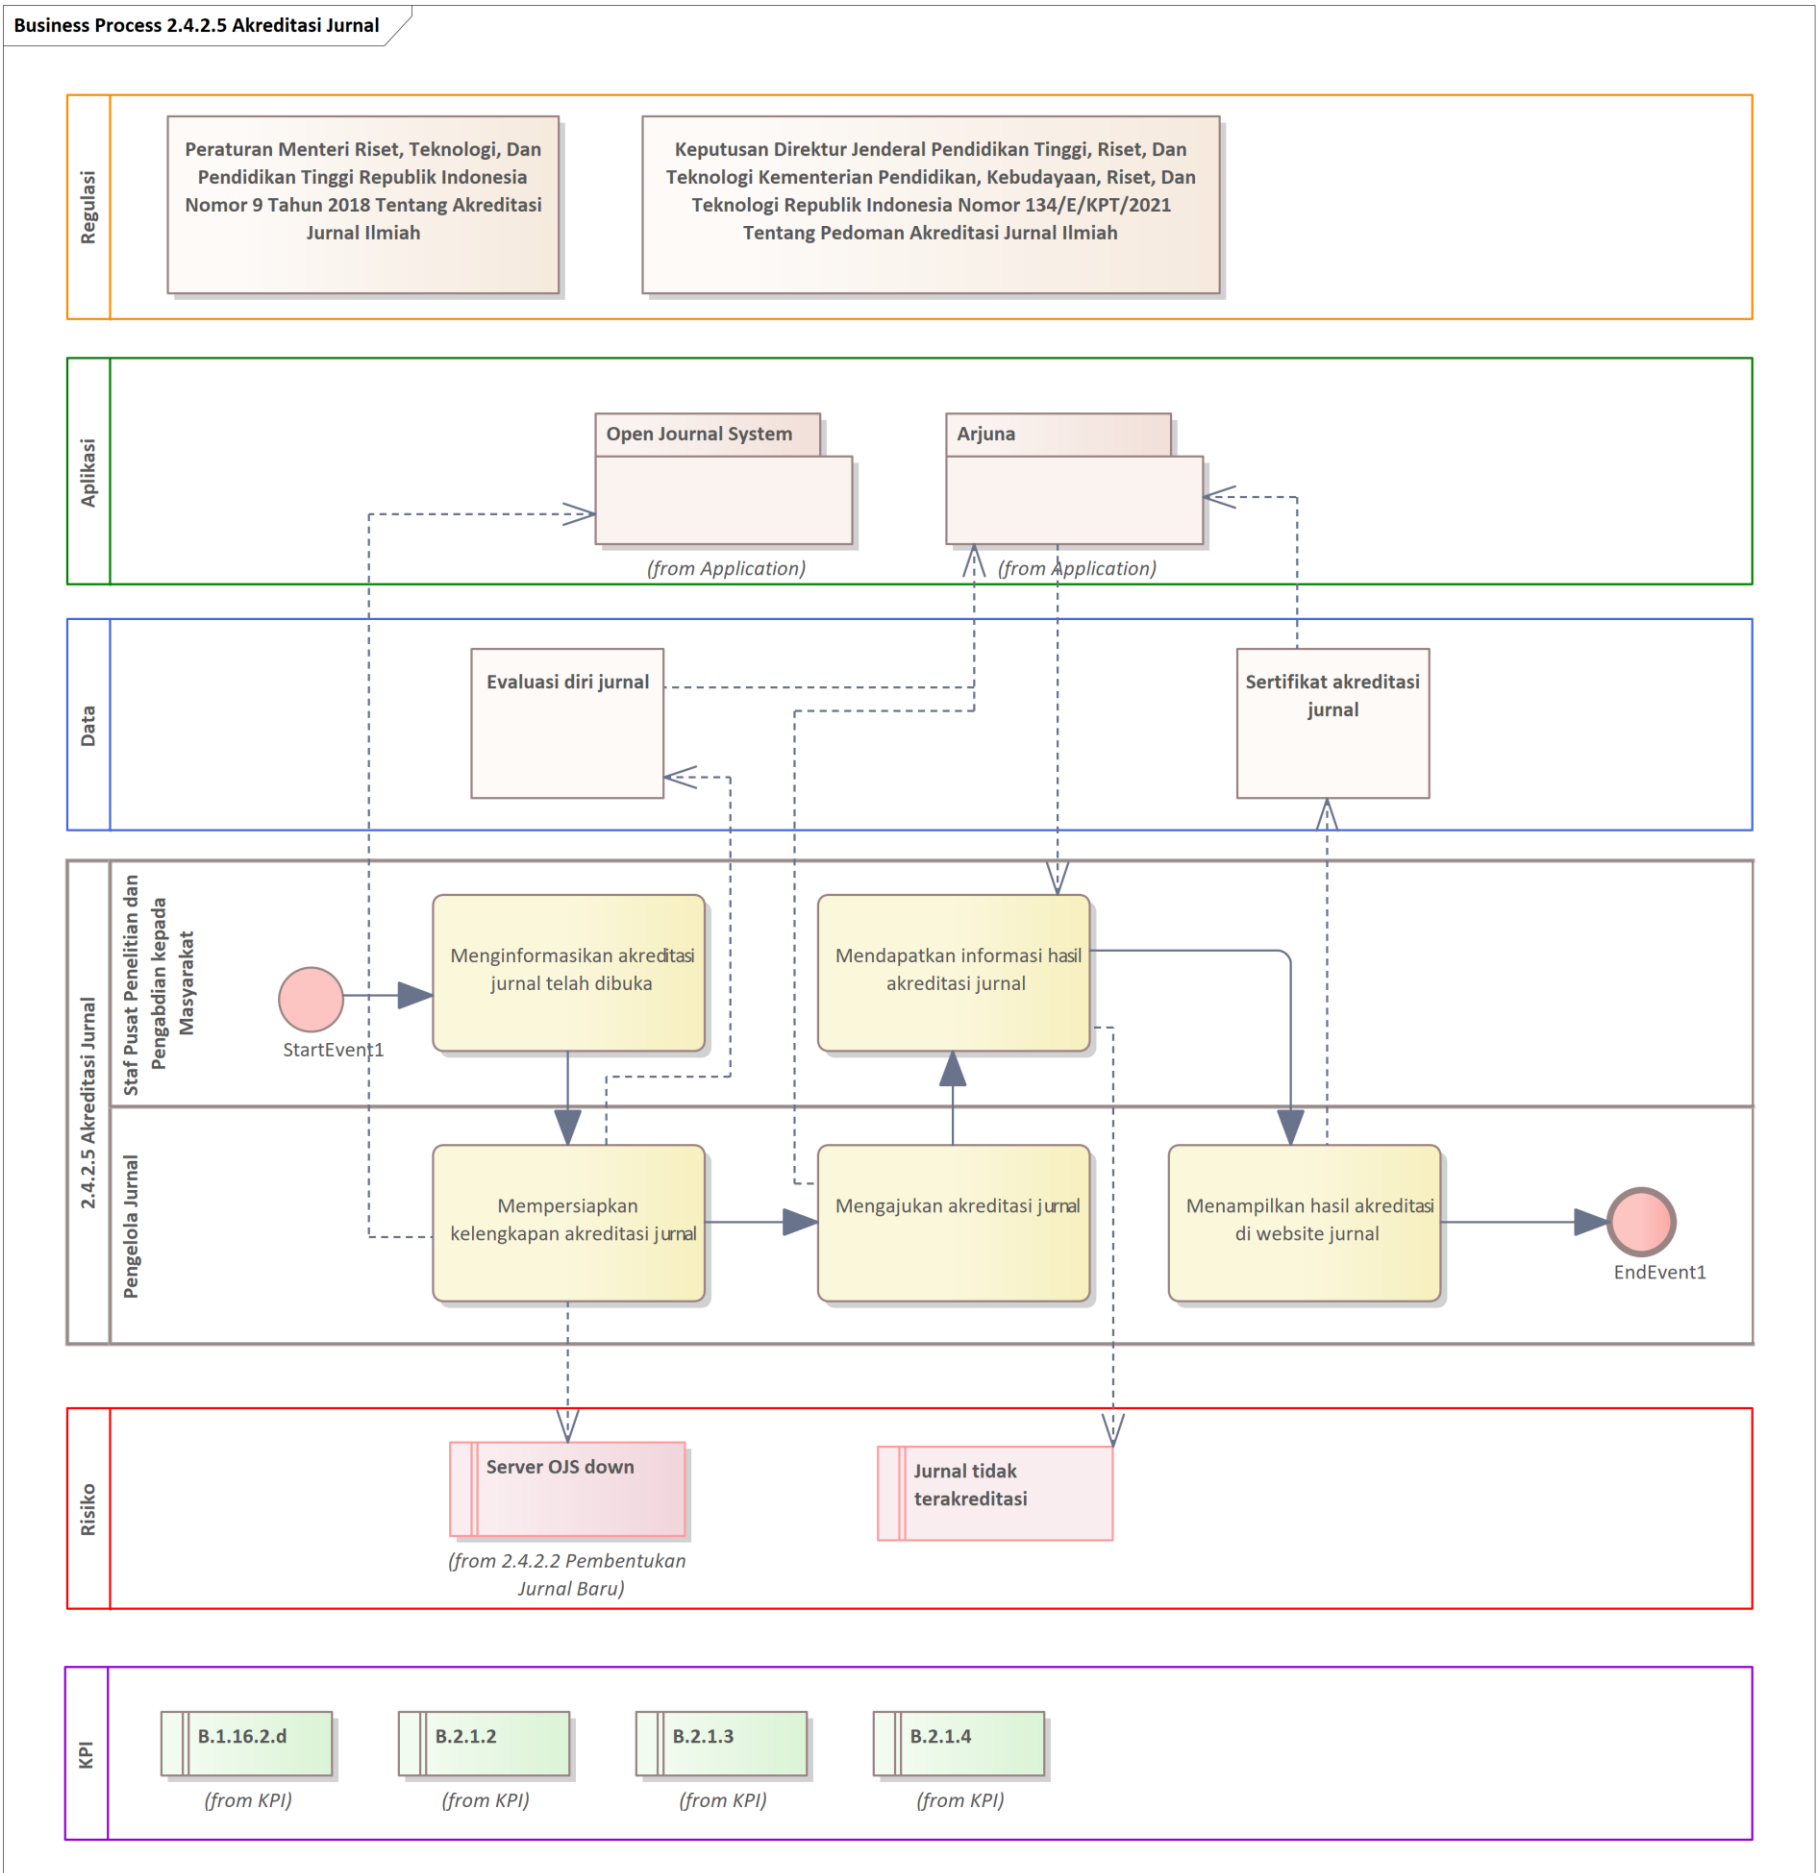 Business Process 2.4.2.5 Akreditasi Jurnal
Regulasi
Peraturan Menteri Riset, Teknologi, Dan
Pendidikan Tinggi Republik Indonesia
Nomor 9 Tahun 2018 Tentang Akreditasi
Jurnal Ilmiah
Keputusan Direktur Jenderal Pendidikan Tinggi, Riset, Dan
Teknologi Kementerian Pendidikan, Kebudayaan, Riset, Dan
Teknologi Republik Indonesia Nomor 134/E/KPT/2021
Tentang Pedoman Akreditasi Jurnal Ilmiah
Aplikasi
Open Journal System
(from Application)
Arjuna
(from Application)
Data
Evaluasi diri jurnal
Sertifikat akreditasi
jurnal
2.4.2.5 Akreditasi Jurnal
Staf Pusat Penelitian dan
Pengabdian kepada
Masyarakat
StartEvent1
Menginformasikan akreditasi
jurnal telah dibuka
Mendapatkan informasi hasil
akreditasi jurnal
Pengelola Jurnal
Mempersiapkan
kelengkapan akreditasi jurnal
Mengajukan akreditasi jurnal
Menampilkan hasil akreditasi
di website jurnal
EndEvent1
Risiko
Server OJS down
(from 2.4.2.2 Pembentukan
Jurnal Baru)
Jurnal tidak
terakreditasi
KPI
B.1.16.2.d
(from KPI)
B.2.1.2
(from KPI)
B.2.1.3
(from KPI)
B.2.1.4
(from KPI)